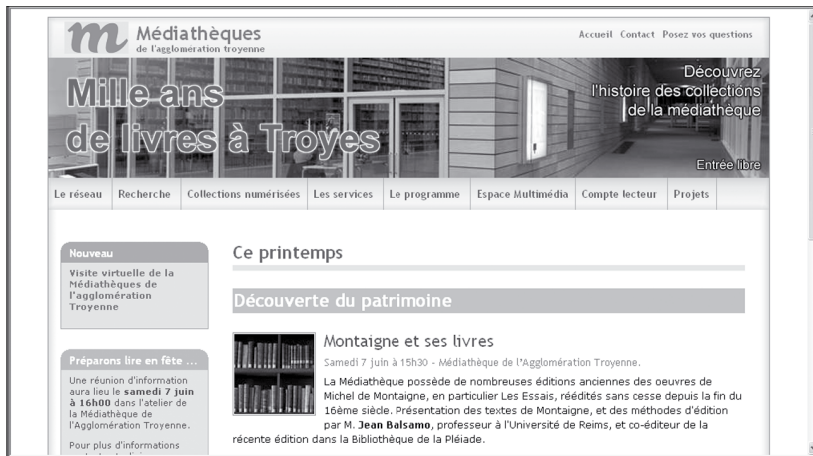 Médiathèques
de l'agglomération troyenne
Accueil Contact Posez vos questions
Mille ans
de livres à Troyes
Découvrez
l'histoire des collections
de la médiathèque
Entrée libre
Le réseau Recherche Collections numérisées Les services Le programme Espace Multimédia Compte lecteur Projets
Nouveau
Visite virtuelle de la
Médiathèques de
l'agglomération
Troyenne
Préparons lire en fête ...
Une réunion d'information
aura lieu le samedi 7 juin
à 16h00 dans l'atelier de
la Médiathèque de
l'Agglomération Troyenne.
Pour plus d'informations
Ce printemps
Découverte du patrimoine
Montaigne et ses livres
Samedi 7 juin à 15h30 - Médiathèque de l'Agglomération Troyenne.
La Médiathèque possède de nombreuses éditions anciennes des oeuvres de
Michel de Montaigne, en particulier Les Essais, réédités sans cesse depuis la fin du
16ème siècle. Présentation des textes de Montaigne, et des méthodes d'édition
par M. Jean Balsamo, professeur à l'Université de Reims, et co-éditeur de la
récente édition dans la Bibliothèque de la Pléiade.